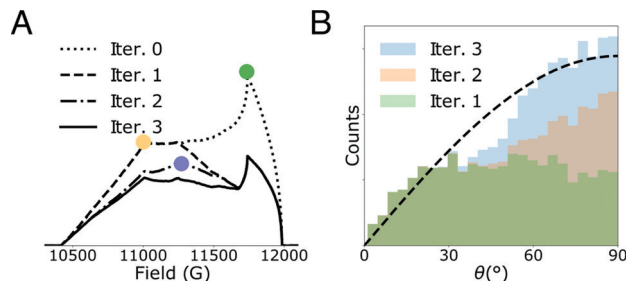 A
Iter. 0
Iter. 1
Iter. 2
Iter. 3
10500 11000 11500 12000
Field (G)
B
Iter. 3
Iter. 2
Iter. 1
Counts
0 30 60 90
θ(°)